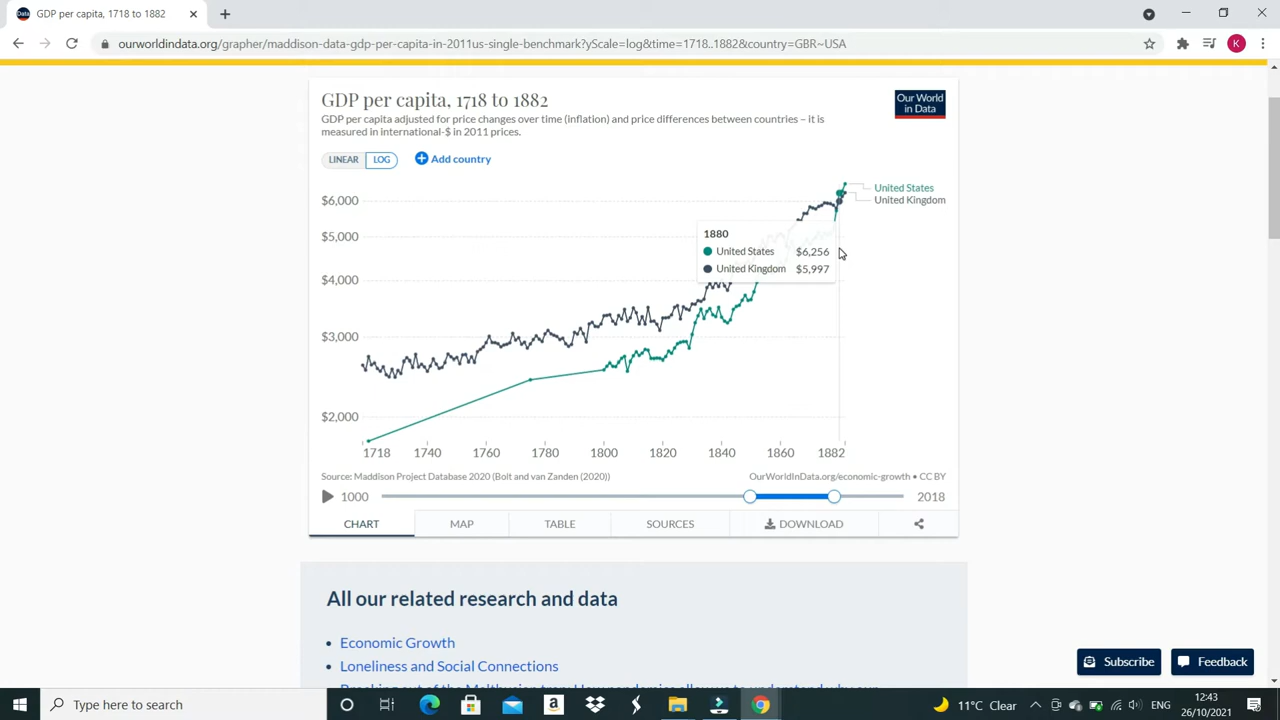 Data
GDP per capita, 1718 to 1882
ourworldindata.org/grapher/maddison-data-gdp-per-capita-in-2011us-single-benchmark?yScale=log&time=1718..1882&country=GBR~USA
K
GDP per capita, 1718 to 1882
GDP per capita adjusted for price changes over time (inflation) and price differences between countries – it is
measured in international-$ in 2011 prices.
Our World
in Data
LINEAR
LOG
Add country
$6,000
$5,000
$4,000
$3,000
$2,000
United States
United Kingdom
1880
United States $6,256
United Kingdom $5,997
1718 1740 1760 1780 1800 1820 1840 1860 1882
Source: Maddison Project Database 2020 (Bolt and van Zanden (2020))
OurWorldInData.org/economic-growth • CC BY
1000
2018
CHART MAP TABLE SOURCES DOWNLOAD
All our related research and data
• Economic Growth
• Loneliness and Social Connections
Subscribe
Feedback
Type here to search
a
11°C Clear
ENG
12:43
26/10/2021